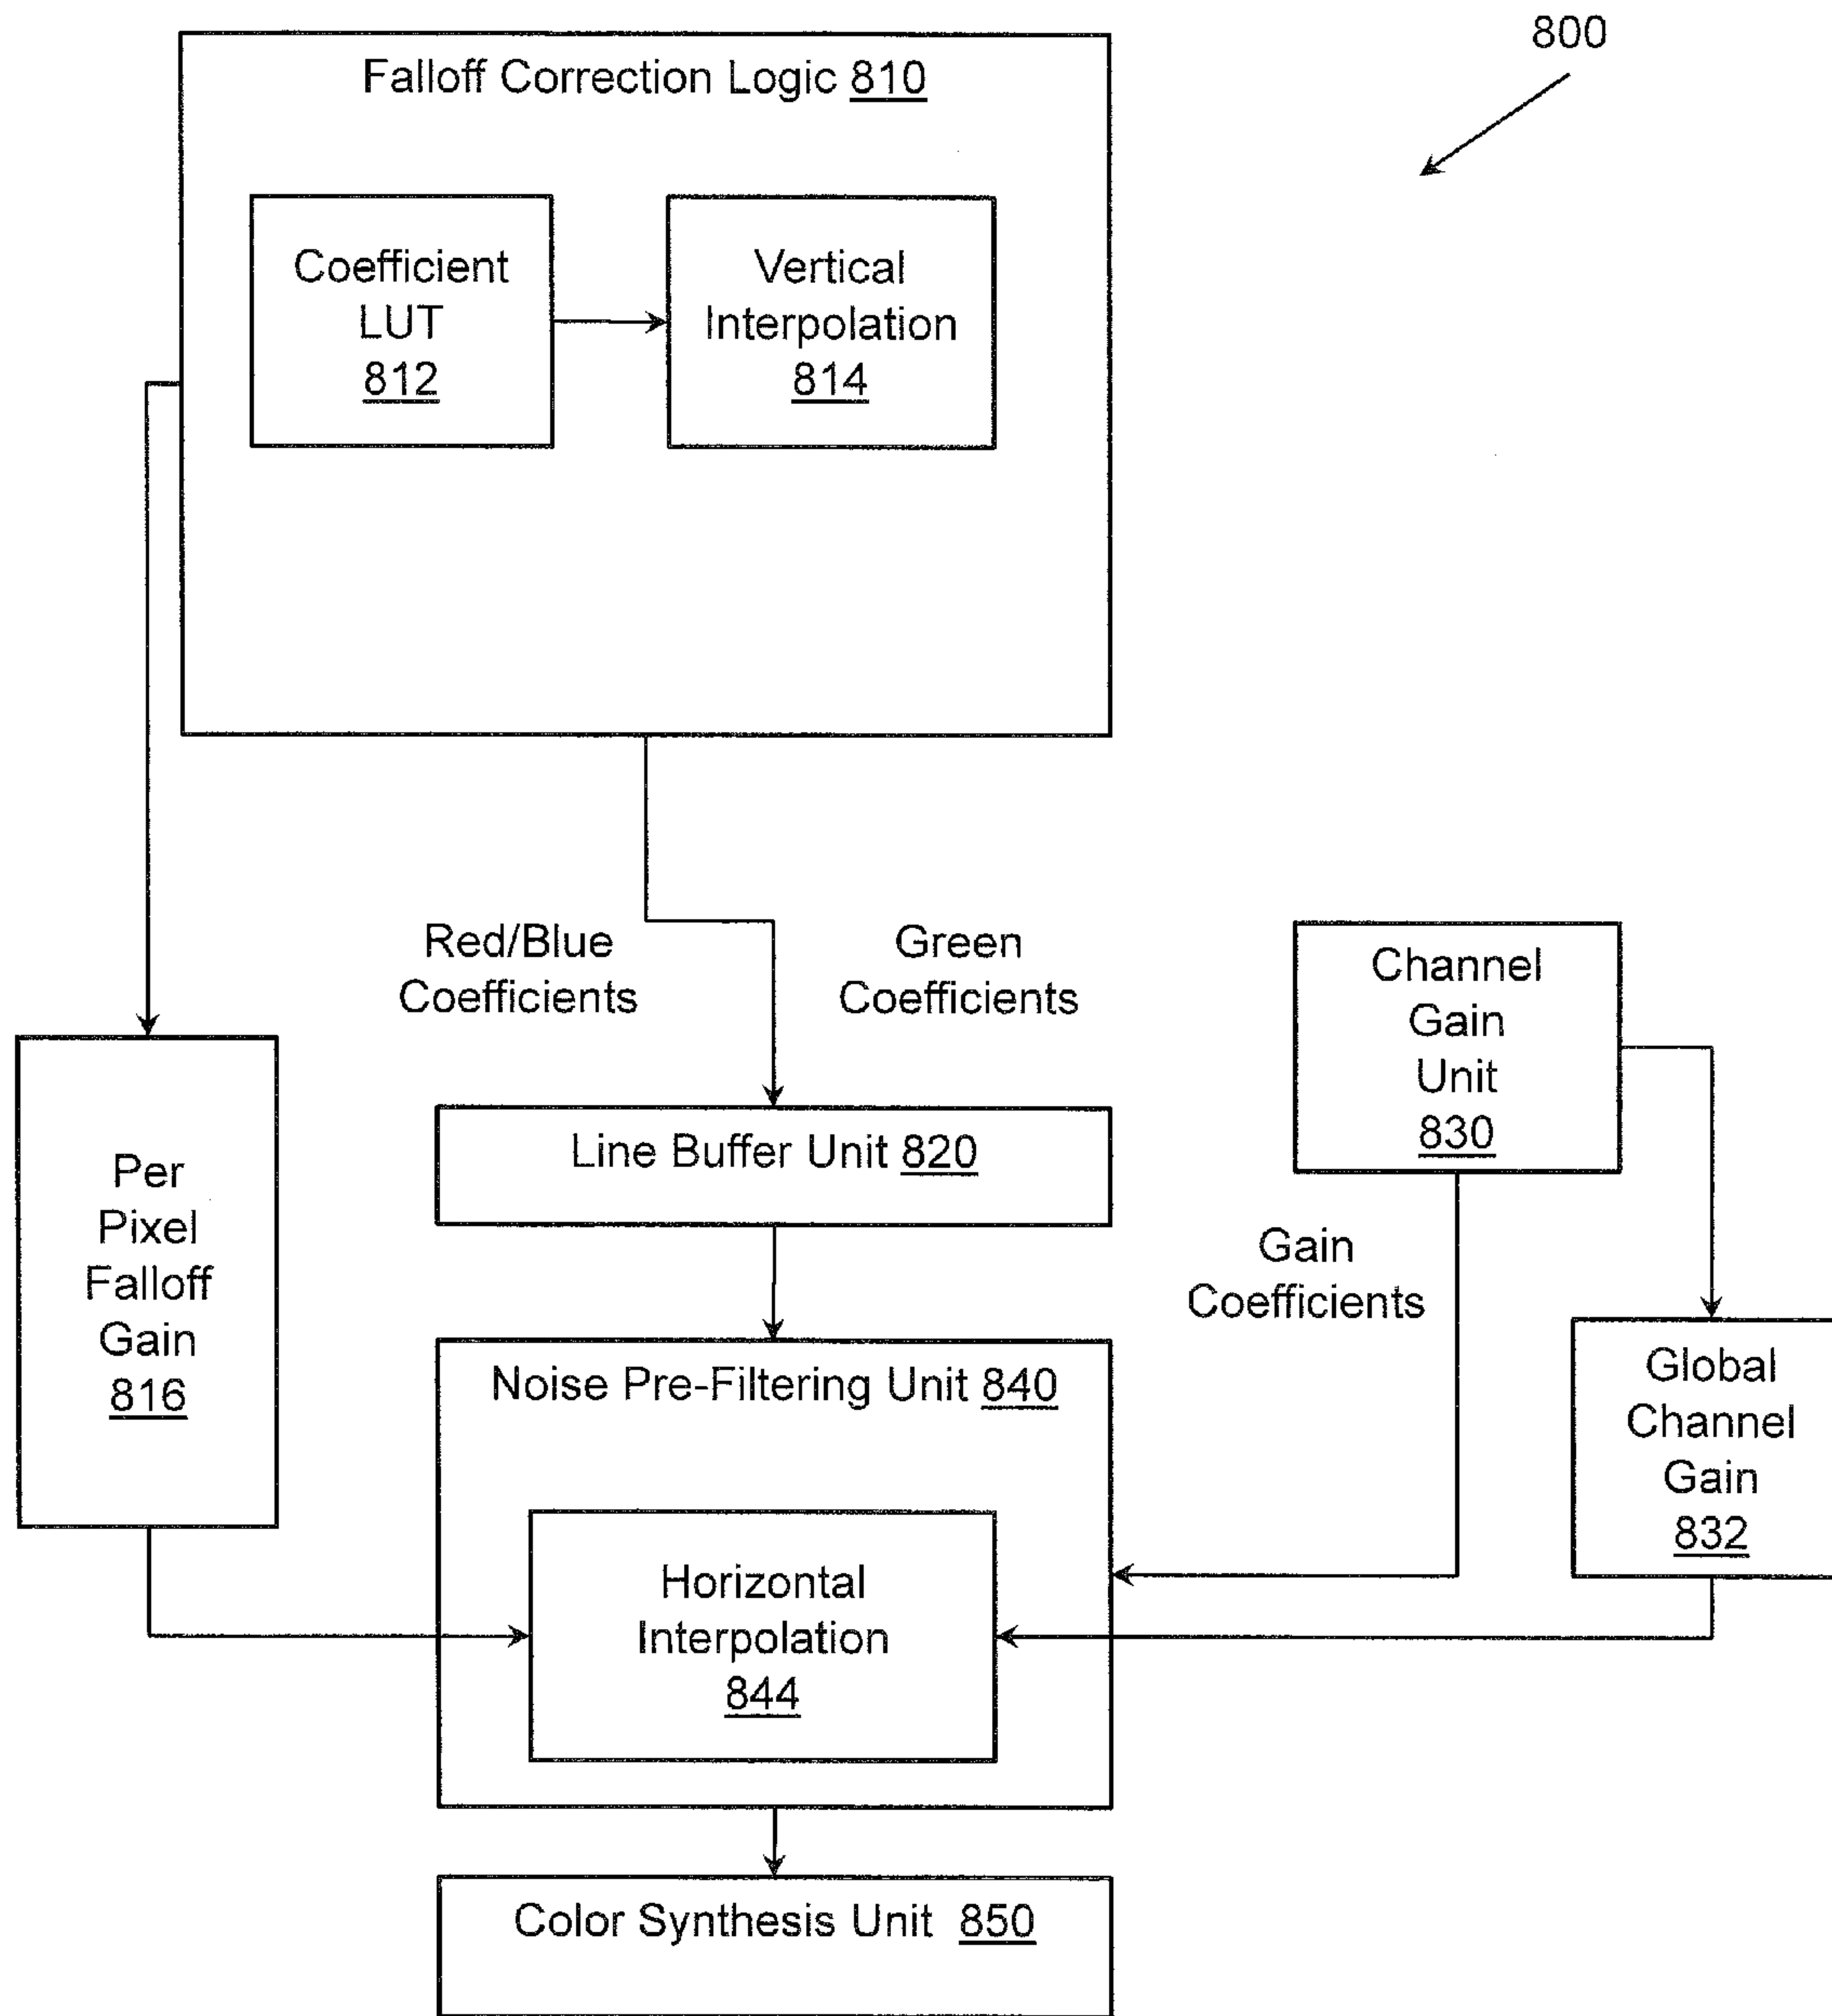 800
Falloff Correction Logic 810
Coefficient
LUT
812
Vertical
Interpolation
814
Red/Blue
Coefficients
Green
Coefficients
Channel
Gain
Unit
830
Per
Pixel
Falloff
Gain
816
Line Buffer Unit 820
Gain
Coefficients
Noise Pre-Filtering Unit 840
Global
Channel
Gain
832
Horizontal
Interpolation
844
Color Synthesis Unit 850